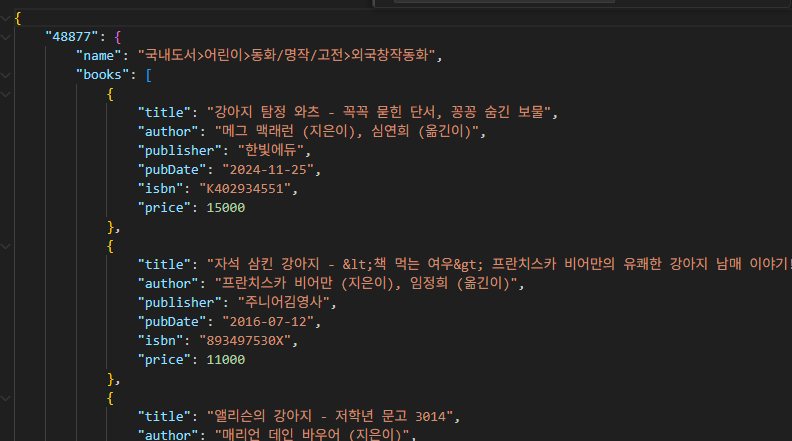 {
"48877": {
"name": "국내도서>어린이>동화/명작/고전>외국창작동화",
"books": [
{
"title": "강아지 탐정 와츠 - 꼭꼭 묻힌 단서, 꽁꽁 숨긴 보물",
"author": "메그 맥래런 (지은이), 심연희 (옮긴이)",
"publisher": "한빛에듀",
"pubDate": "2024-11-25",
"isbn": "K402934551",
"price": 15000
},
{
"title": "자석 삼킨 강아지 - &lt;책 먹는 여우&gt; 프란치스카 비어만의 유쾌한 강아지 남매 이야기!
"author": "프란치스카 비어만 (지은이), 임정희 (옮긴이)",
"publisher": "주니어김영사",
"pubDate": "2016-07-12",
"isbn": "893497530X",
"price": 11000
},
{
"title": "앨리슨의 강아지 - 저학년 문고 3014",
"author": "매리언 데인 바우어 (지은이)",